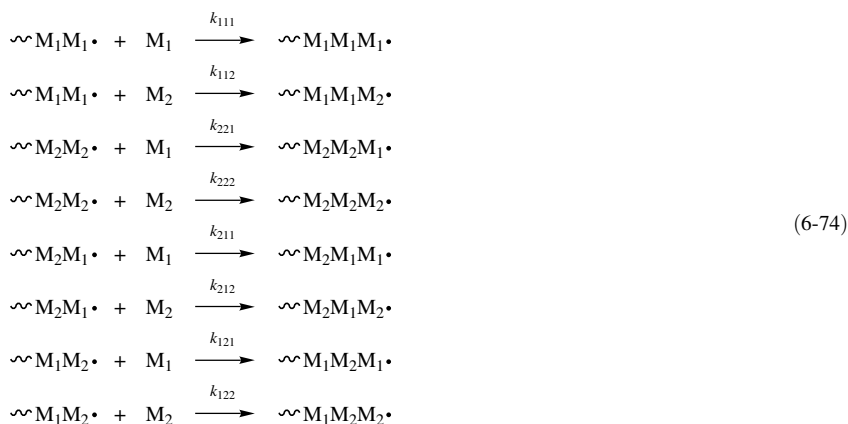 k₁₁₁
~M₁M₁• + M₁ → ~M₁M₁M₁•
k₁₁₂
~M₁M₁• + M₂ → ~M₁M₁M₂•
k₂₂₁
~M₂M₂• + M₁ → ~M₂M₂M₁•
k₂₂₂
~M₂M₂• + M₂ → ~M₂M₂M₂•
(6-74)
k₂₁₁
~M₂M₁• + M₁ → ~M₂M₁M₁•
k₂₁₂
~M₂M₁• + M₂ → ~M₂M₁M₂•
k₁₂₁
~M₁M₂• + M₁ → ~M₁M₂M₁•
k₁₂₂
~M₁M₂• + M₂ → ~M₁M₂M₂•